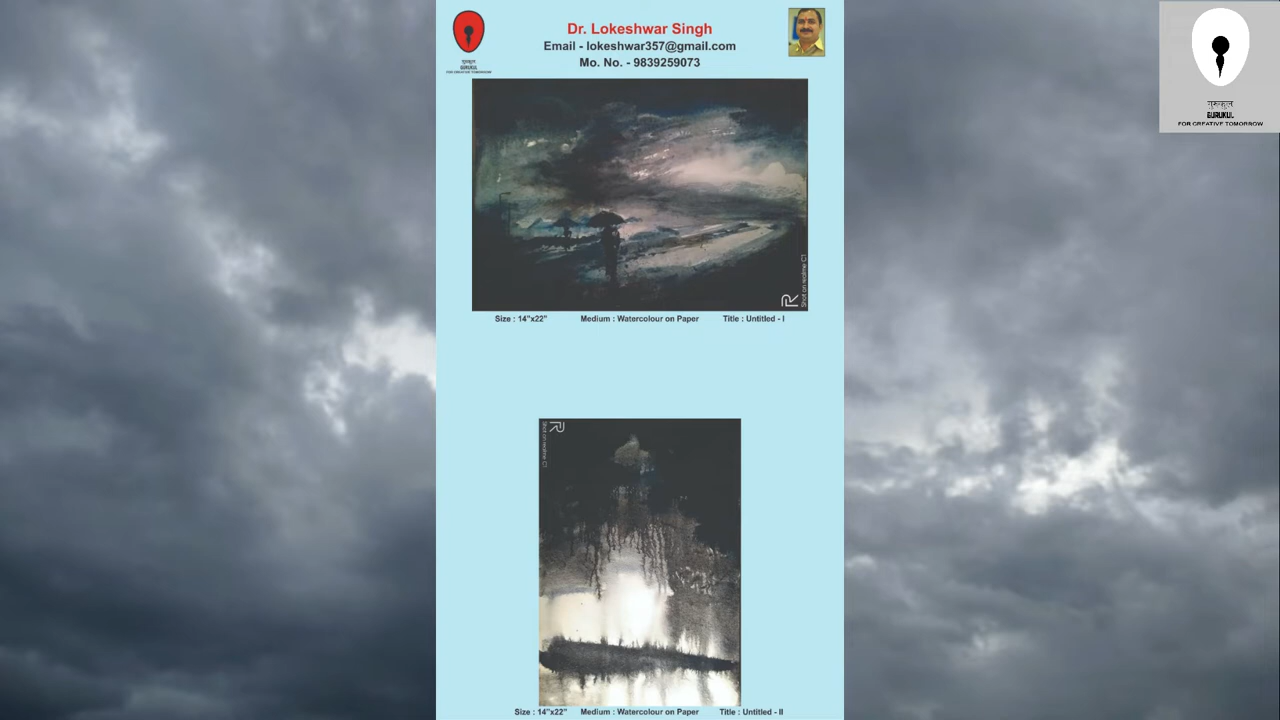 Dr. Lokeshwar Singh
Email - lokeshwar357@gmail.com
Mo. No. - 9839259073
गुरुकुल
GURUKUL
FOR CREATIVE TOMORROW
Shot on realme C1
Size : 14"x22" Medium : Watercolour on Paper Title : Untitled - I
Shot on realme C1
Size : 14"x22" Medium : Watercolour on Paper Title : Untitled - II
गुरुकुल
GURUKUL
FOR CREATIVE TOMORROW